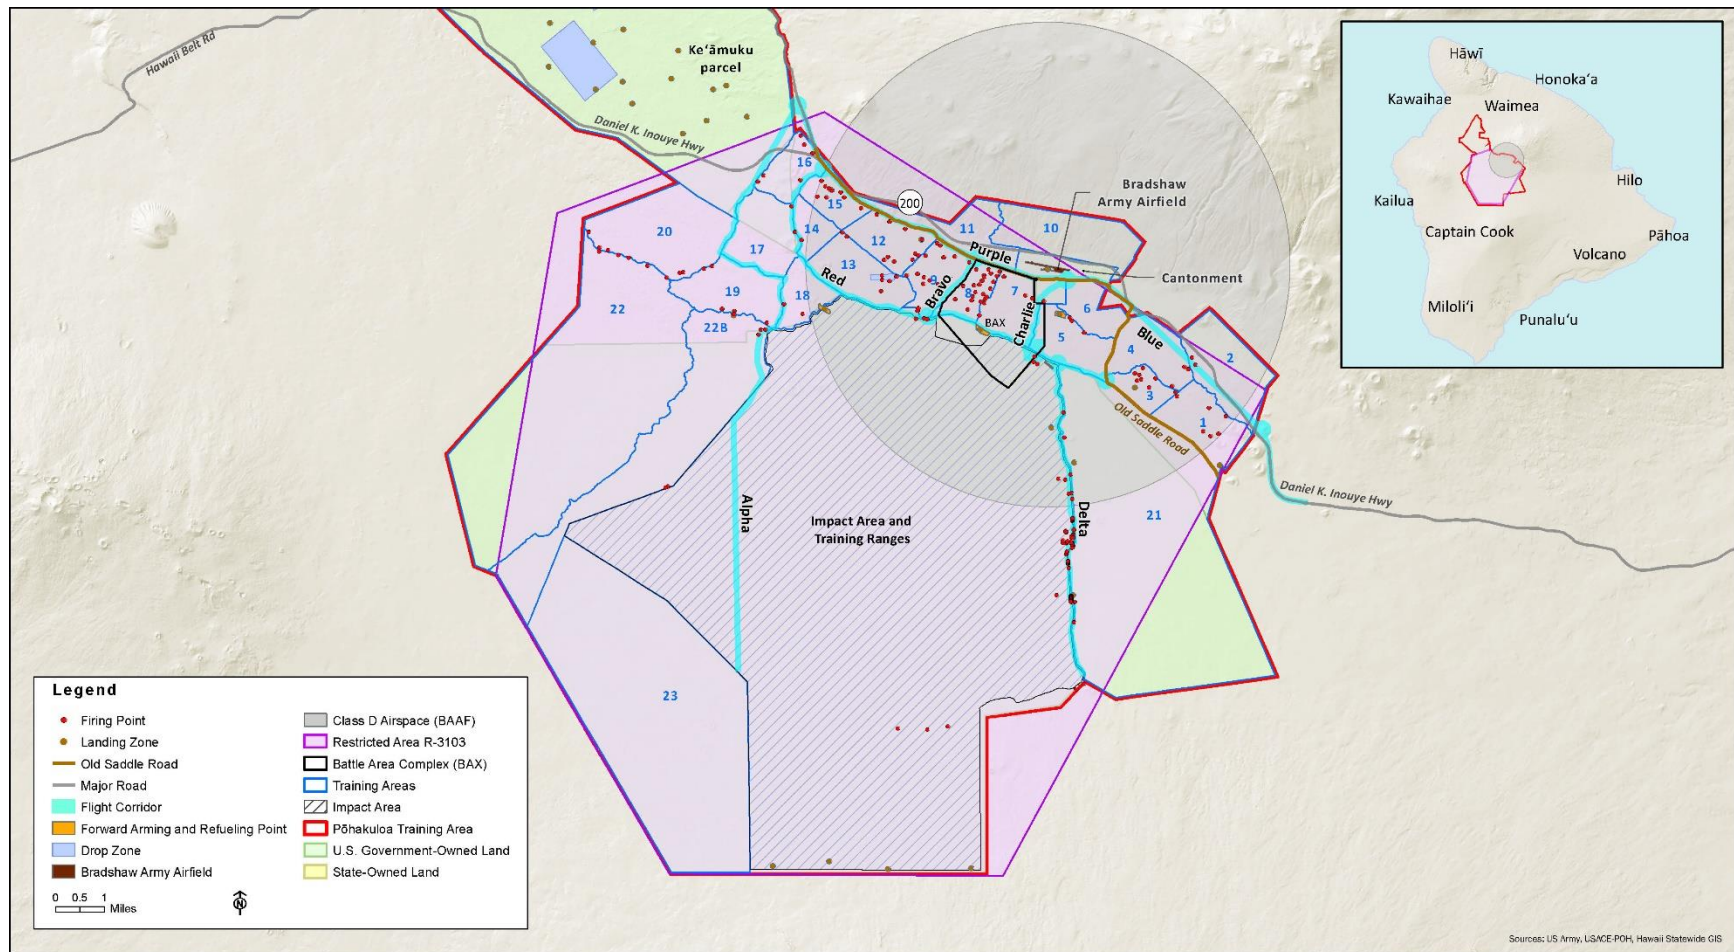 Hawaii Belt Rd
Keʻāmuku
parcel
Daniel K. Inouye Hwy
200
Bradshaw
Army Airfield
Cantonment
16
15
14
12
11
10
20
17
13
9
8
7
6
5
4
3
2
1
22
19
18
22B
21
23
Purple
Red
Bravo
Charlie
Blue
BAX
Alpha
Delta
Old Saddle Road
Daniel K. Inouye Hwy
Impact Area and
Training Ranges
Hāwī
Honokaʻa
Kawaihae
Waimea
Hilo
Kailua
Captain Cook
Pāhoa
Volcano
Miloliʻi
Punaluʻu
Legend
Firing Point
Landing Zone
Old Saddle Road
Major Road
Flight Corridor
Forward Arming and Refueling Point
Drop Zone
Bradshaw Army Airfield
Class D Airspace (BAAF)
Restricted Area R-3103
Battle Area Complex (BAX)
Training Areas
Impact Area
Pōhakuloa Training Area
U.S. Government-Owned Land
State-Owned Land
0 0.5 1
Miles
N
Sources: US Army, USACE-POH, Hawaii Statewide GIS